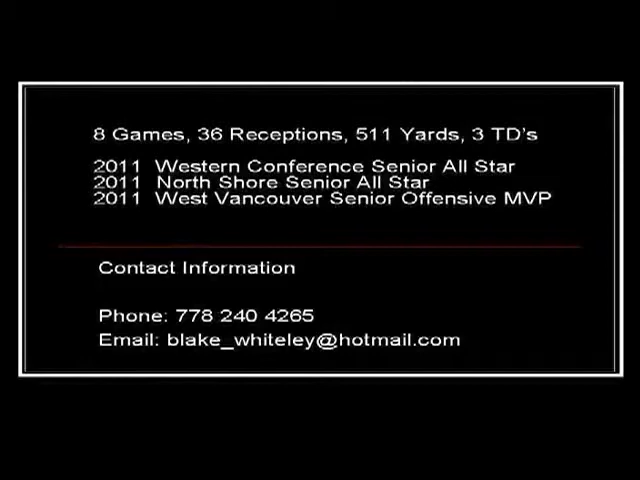 8 Games, 36 Receptions, 511 Yards, 3 TD's
2011 Western Conference Senior All Star
2011 North Shore Senior All Star
2011 West Vancouver Senior Offensive MVP
Contact Information
Phone: 778 240 4265
Email: blake_whiteley@hotmail.com